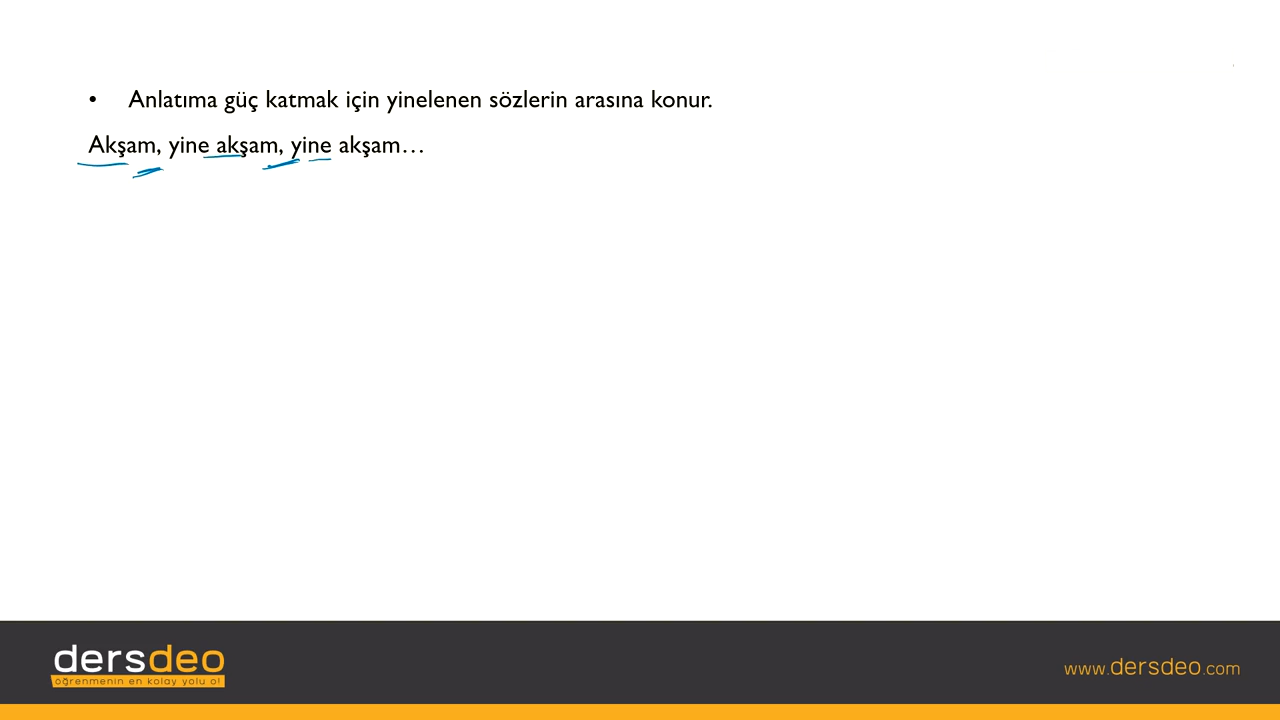 • Anlatıma güç katmak için yinelenen sözlerin arasına konur.
Akşam, yine akşam, yine akşam…
dersdeo
öğrenmenin en kolay yolu o!
www.dersdeo.com